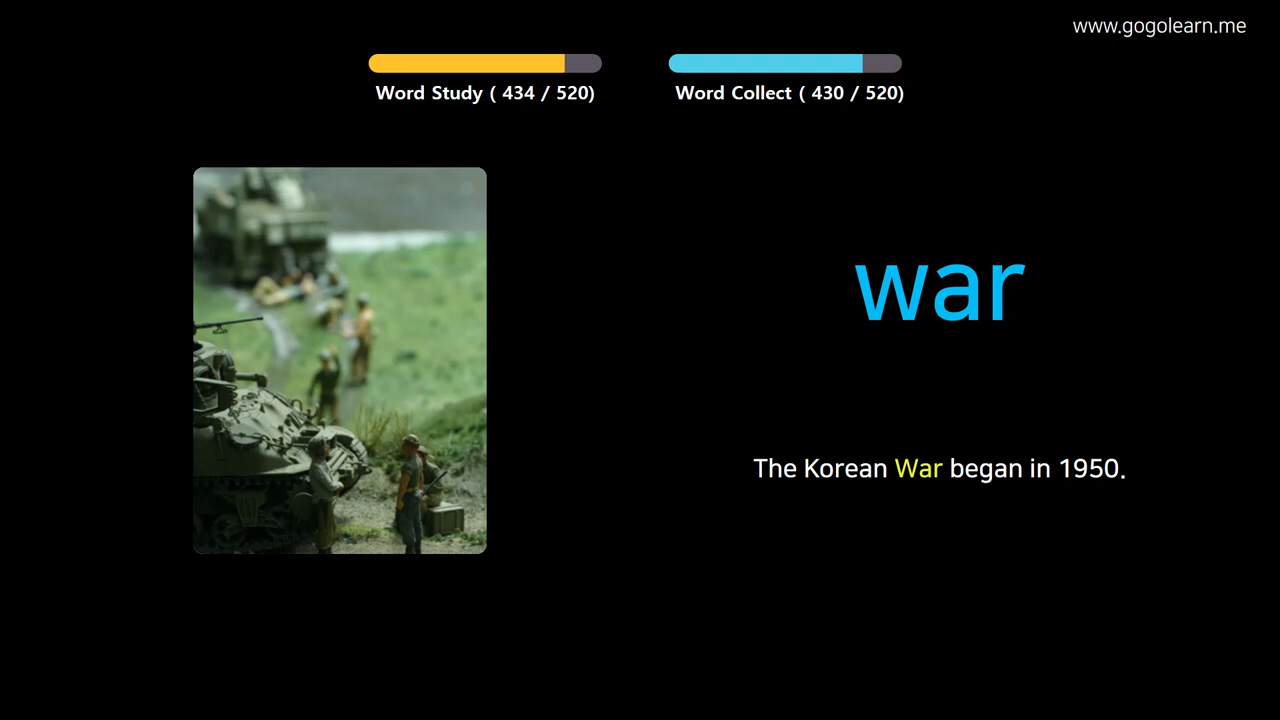 www.gogolearn.me
Word Study ( 434 / 520)
Word Collect ( 430 / 520)
war
The Korean War began in 1950.